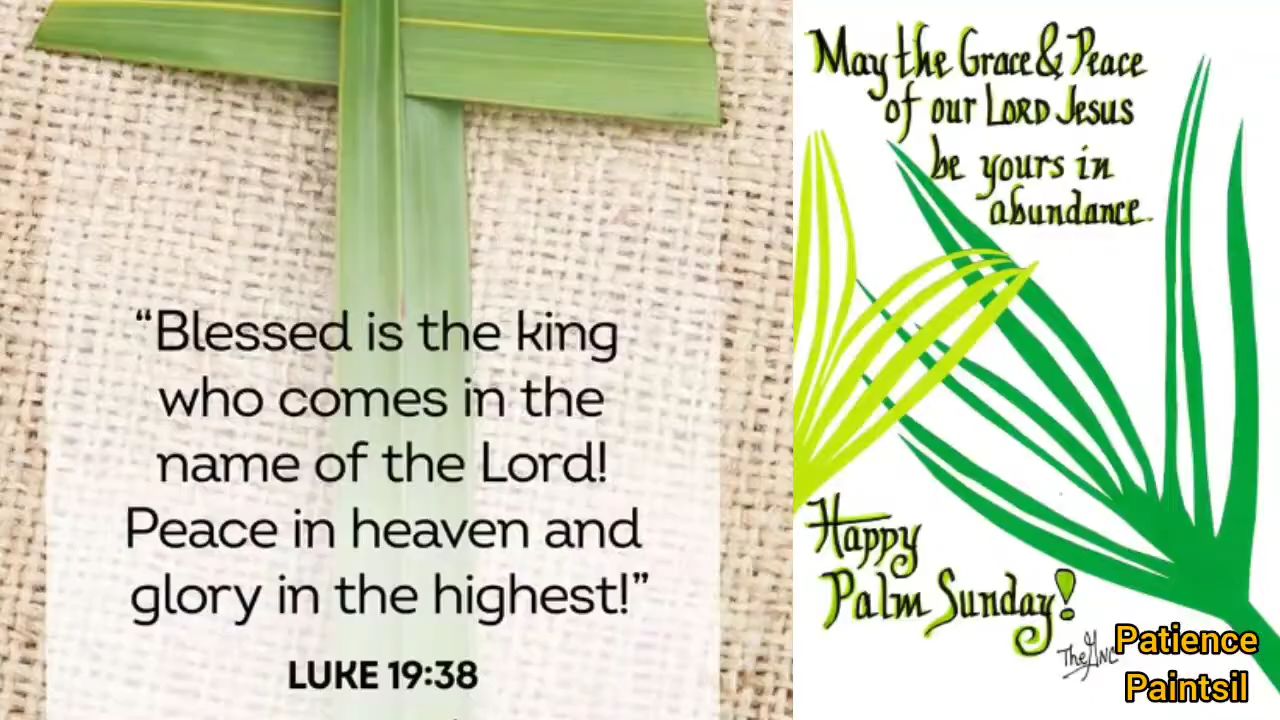 “Blessed is the king
who comes in the
name of the Lord!
Peace in heaven and
glory in the highest!”
LUKE 19:38
May the Grace & Peace
of our LORD Jesus
be yours in
abundance.
Happy
Palm Sunday!
Patience
Paintsil